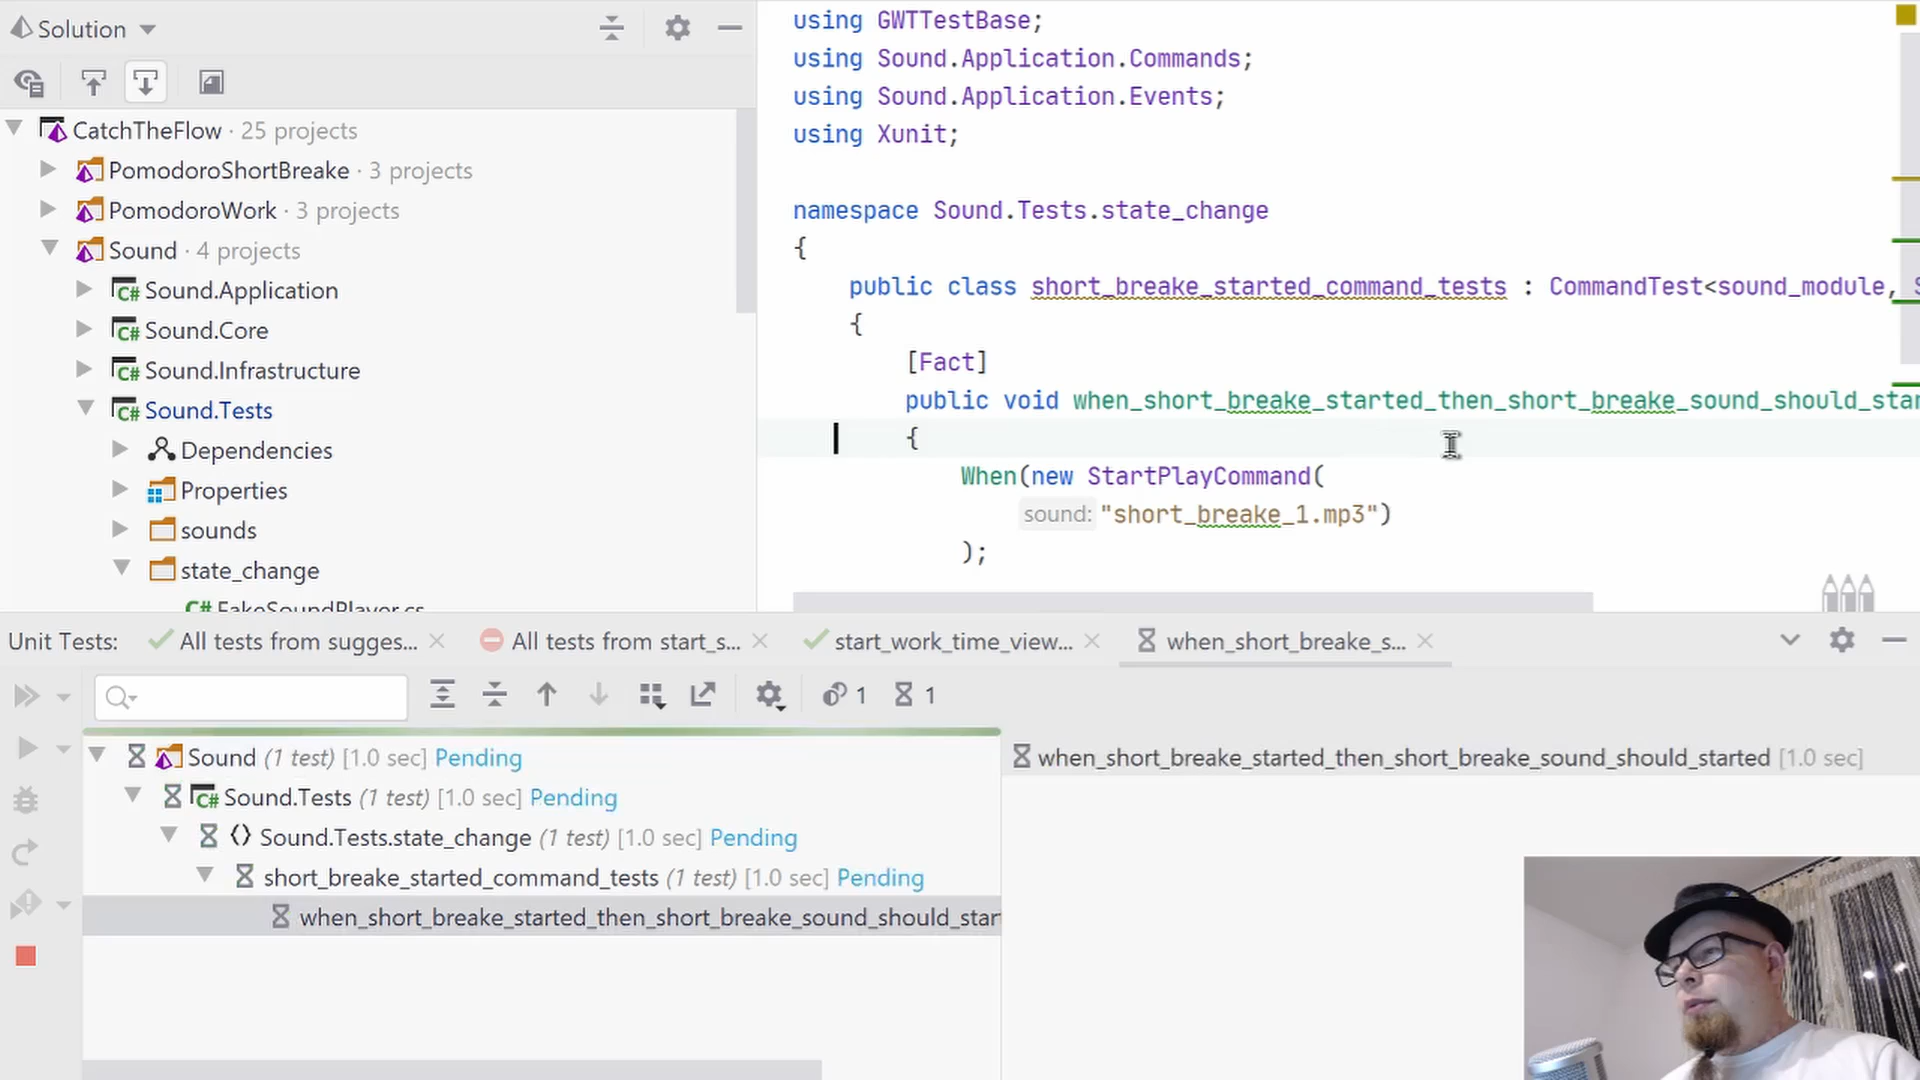 Solution
CatchTheFlow · 25 projects
PomodoroShortBreake · 3 projects
PomodoroWork · 3 projects
Sound · 4 projects
Sound.Application
Sound.Core
Sound.Infrastructure
Sound.Tests
Dependencies
Properties
sounds
state_change
C# FakeSoundPlayer.cs
using GWTTestBase;
using Sound.Application.Commands;
using Sound.Application.Events;
using Xunit;
namespace Sound.Tests.state_change
{
public class short_breake_started_command_tests : CommandTest<sound_module, S
{
[Fact]
public void when_short_breake_started_then_short_breake_sound_should_star
{
When(new StartPlayCommand(
sound: "short_breake_1.mp3")
);
Unit Tests: All tests from sugges... All tests from start_s... start_work_time_view... when_short_breake_s...
1 1
Sound (1 test) [1.0 sec] Pending
C# Sound.Tests (1 test) [1.0 sec] Pending
Sound.Tests.state_change (1 test) [1.0 sec] Pending
short_breake_started_command_tests (1 test) [1.0 sec] Pending
when_short_breake_started_then_short_breake_sound_should_star
when_short_breake_started_then_short_breake_sound_should_started [1.0 sec]